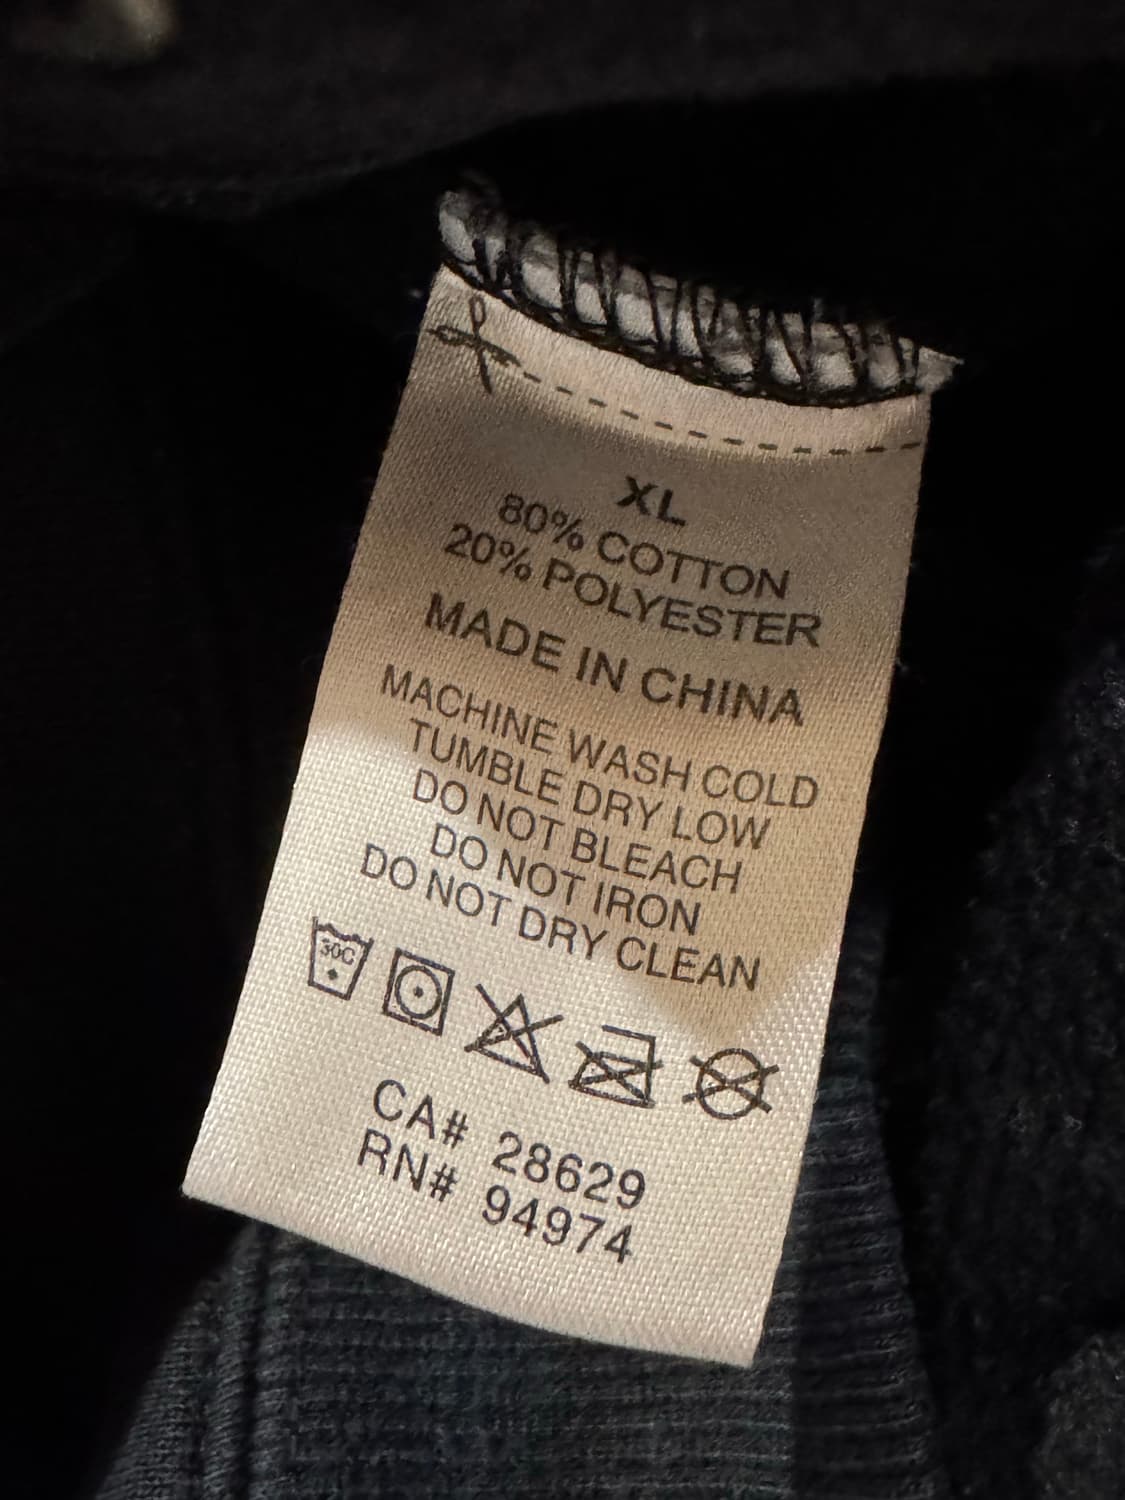 XL
80% COTTON
20% POLYESTER
MADE IN CHINA
MACHINE WASH COLD
TUMBLE DRY LOW
DO NOT BLEACH
DO NOT IRON
DO NOT DRY CLEAN
30C
CA# 28629
RN# 94974